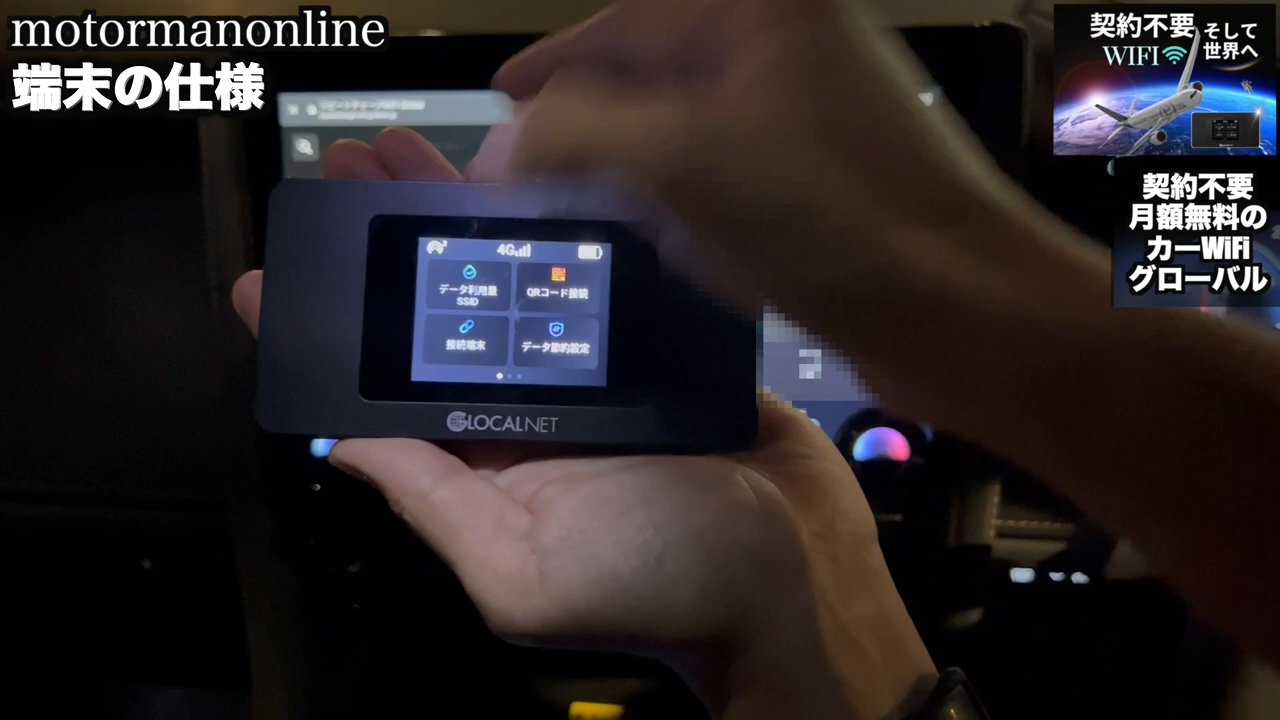 motormanonline
端末の仕様
契約不要
WIFI
そして
世界へ
契約不要
月額無料の
カーWiFi
グローバル
4G
データ利用量
SSID
QRコード接続
接続端末
データ節約設定
GLOCALNET